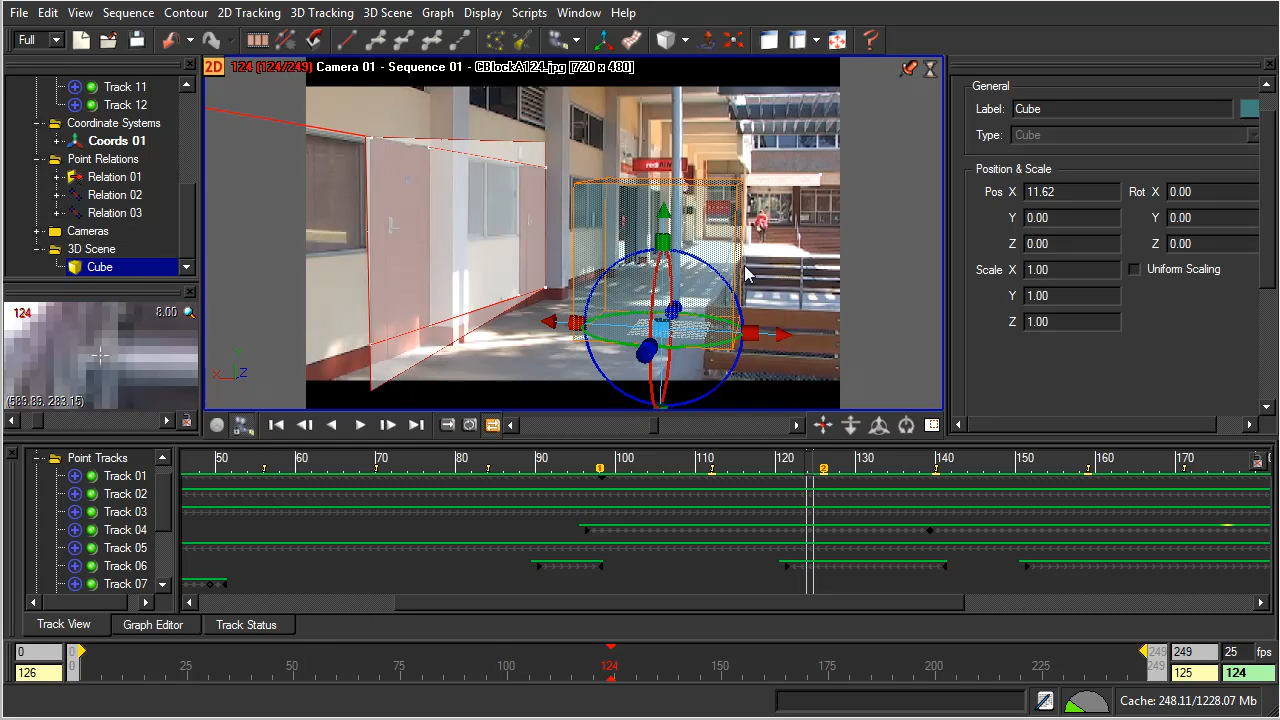 File Edit View Sequence Contour 2D Tracking 3D Tracking 3D Scene Graph Display Scripts Window Help
Full
2D 124 (124/249) Camera 01 - Sequence 01 - CBlockA124.jpg [720 x 480]
Track 11
Track 12
Coordinate Systems
Coords 01
Point Relations
Relation 01
Relation 02
Relation 03
Cameras
3D Scene
Cube
124 8.00
(589.89, 283.15)
X Y Z
General
Label: Cube
Type: Cube
Position & Scale
Pos X 11.62 Rot X 0.00
Y 0.00 Y 0.00
Z 0.00 Z 0.00
Scale X 1.00 Uniform Scaling
Y 1.00
Z 1.00
Point Tracks
Track 01
Track 02
Track 03
Track 04
Track 05
Track 06
Track 07
50 60 70 80 90 100 110 120 130 140 150 160 170
1 2
Track View Graph Editor Track Status
0 0 249 249 25 fps
126 0 25 50 75 100 124 150 175 200 225 249 125 124
Cache: 248.11/1228.07 Mb